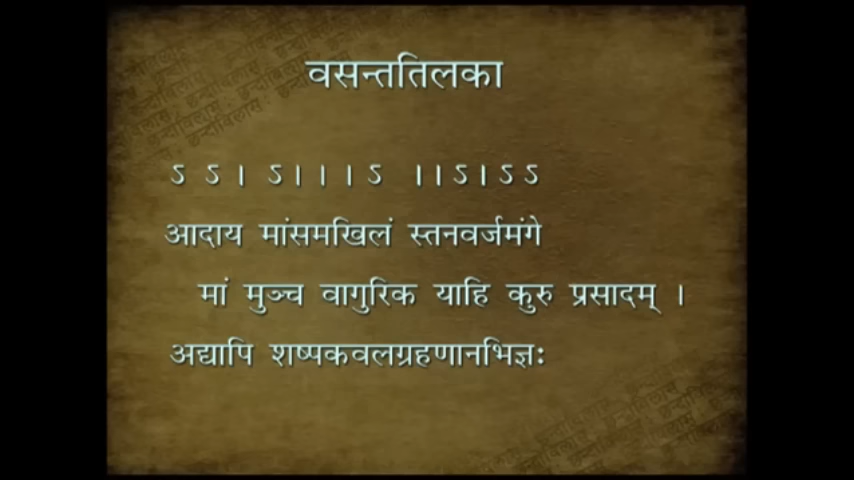 वसन्ततिलका
ऽ ऽ । ऽ । । । ऽ । । ऽ । ऽ ऽ
आदाय मांसमखिलं स्तनवर्जमंगे
मां मुञ्च वागुरिक याहि कुरु प्रसादम् ।
अद्यापि शष्पकवलग्रहणानभिज्ञः